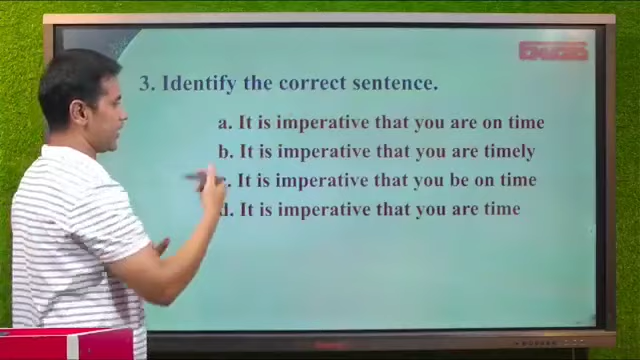 3. Identify the correct sentence.
a. It is imperative that you are on time
b. It is imperative that you are timely
c. It is imperative that you be on time
d. It is imperative that you are time